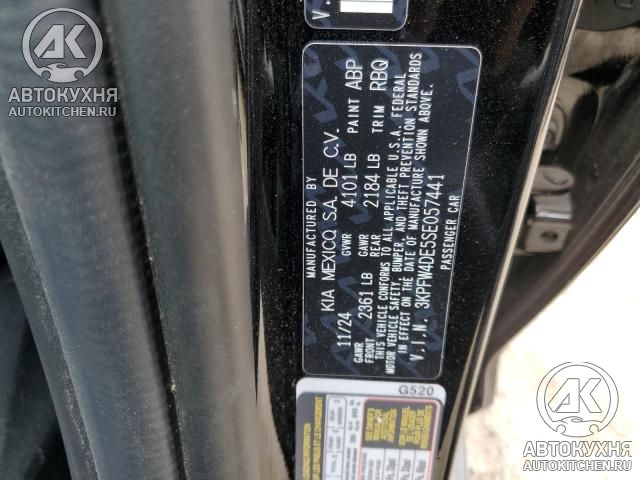 АВТОКУХНЯ
AUTOKITCHEN.RU
MANUFACTURED BY
KIA MEXICO, S.A. DE C.V.
11/24 GVWR 4101 LB PAINT ABP
GAWR FRONT 2361 LB GAWR REAR 2184 LB TRIM RBQ
THIS VEHICLE CONFORMS TO ALL APPLICABLE U.S.A. FEDERAL
MOTOR VEHICLE SAFETY, BUMPER, AND THEFT PREVENTION STANDARDS
IN EFFECT ON THE DATE OF MANUFACTURE SHOWN ABOVE.
V.I.N. 3KPFW4DE5SE057441
PASSENGER CAR
G520
АВТОКУХНЯ
AUTOKITCHEN.RU